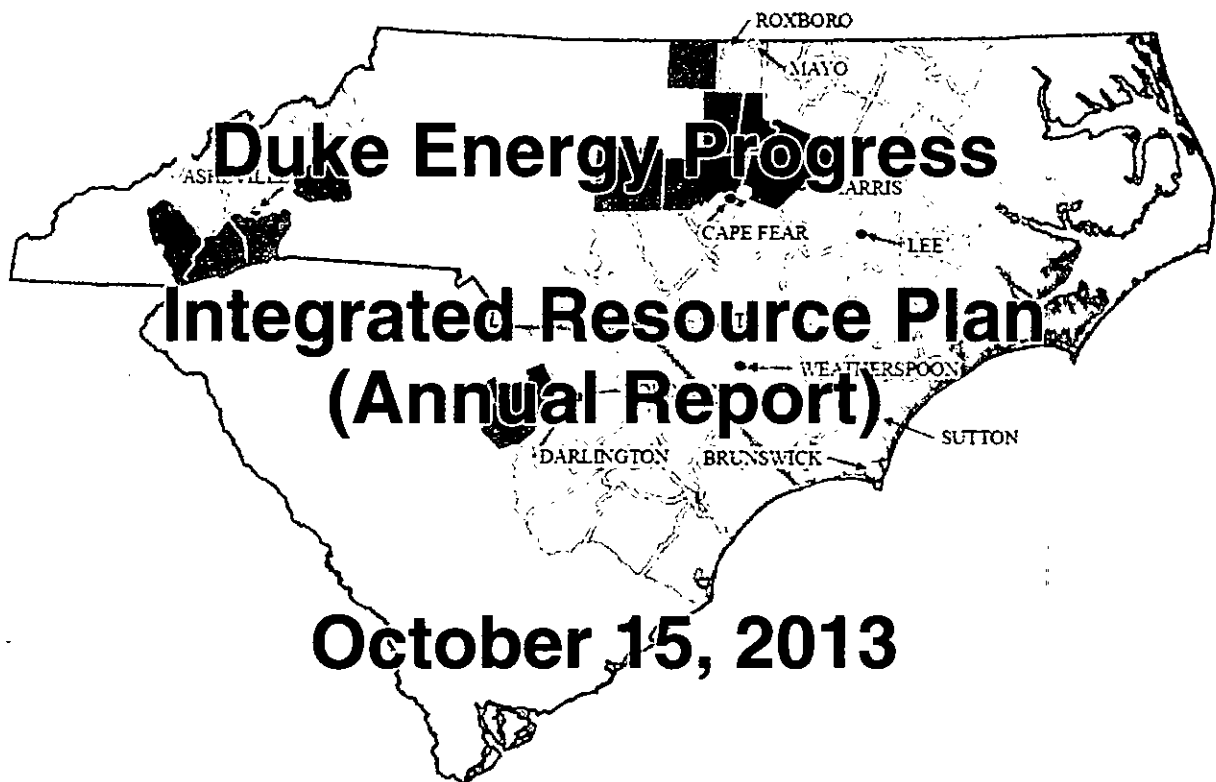 ROXBORO
MAYO
Duke Energy Progress
ASHEVILLE
HARRIS
CAPE FEAR
LEE
Integrated Resource Plan
WEATHERSPOON
(Annual Report)
SUTTON
DARLINGTON
BRUNSWICK
October 15, 2013